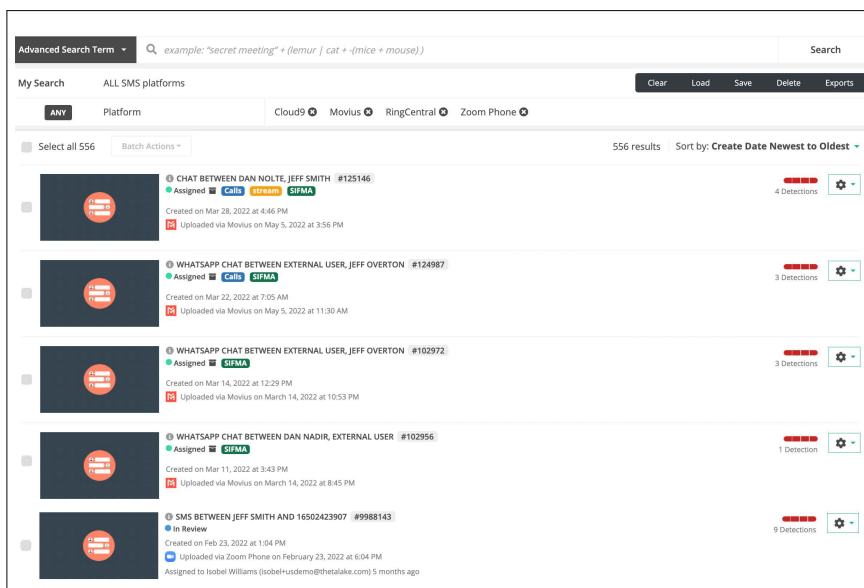 Advanced Search Term example: "secret meeting" + (lemur | cat + -(mice + mouse) ) Search
My Search ALL SMS platforms Clear Load Save Delete Exports
ANY Platform Cloud9 Movius RingCentral Zoom Phone
Select all 556 Batch Actions 556 results Sort by: Create Date Newest to Oldest
CHAT BETWEEN DAN NOLTE, JEFF SMITH #125146
Assigned Calls stream SIFMA
4 Detections
Created on Mar 28, 2022 at 4:46 PM
Uploaded via Movius on May 5, 2022 at 3:56 PM
WHATSAPP CHAT BETWEEN EXTERNAL USER, JEFF OVERTON #124987
Assigned Calls SIFMA
3 Detections
Created on Mar 22, 2022 at 7:05 AM
Uploaded via Movius on May 5, 2022 at 11:30 AM
WHATSAPP CHAT BETWEEN EXTERNAL USER, JEFF OVERTON #102972
Assigned SIFMA
3 Detections
Created on Mar 14, 2022 at 12:29 PM
Uploaded via Movius on March 14, 2022 at 10:53 PM
WHATSAPP CHAT BETWEEN DAN NADIR, EXTERNAL USER #102956
Assigned SIFMA
1 Detection
Created on Mar 11, 2022 at 3:43 PM
Uploaded via Movius on March 14, 2022 at 8:45 PM
SMS BETWEEN JEFF SMITH AND 16502423907 #9988143
In Review
9 Detections
Created on Feb 23, 2022 at 1:04 PM
Uploaded via Zoom Phone on February 23, 2022 at 6:04 PM
Assigned to Isobel Williams (isobel+usdemo@thetalake.com) 5 months ago